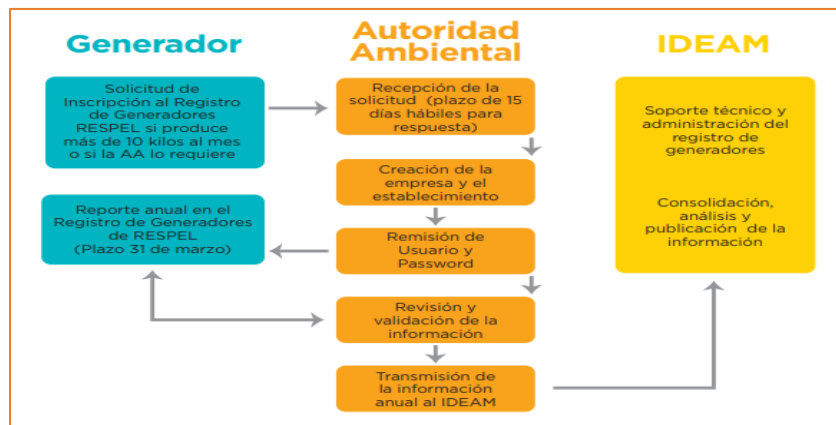 Generador
Solicitud de
Inscripción al Registro
de Generadores
RESPEL si produce
más de 10 kilos al mes
o si la AA lo requiere
Reporte anual en el
Registro de Generadores
de RESPEL
(Plazo 31 de marzo)
Autoridad
Ambiental
Recepción de la
solicitud (plazo de 15
días hábiles para
respuesta)
Creación de la
empresa y el
establecimiento
Remisión de
Usuario y
Password
Revisión y
validación de la
información
Transmisión de
la información
anual al IDEAM
IDEAM
Soporte técnico y
administración del
registro de
generadores
Consolidación,
análisis y
publicación de la
información